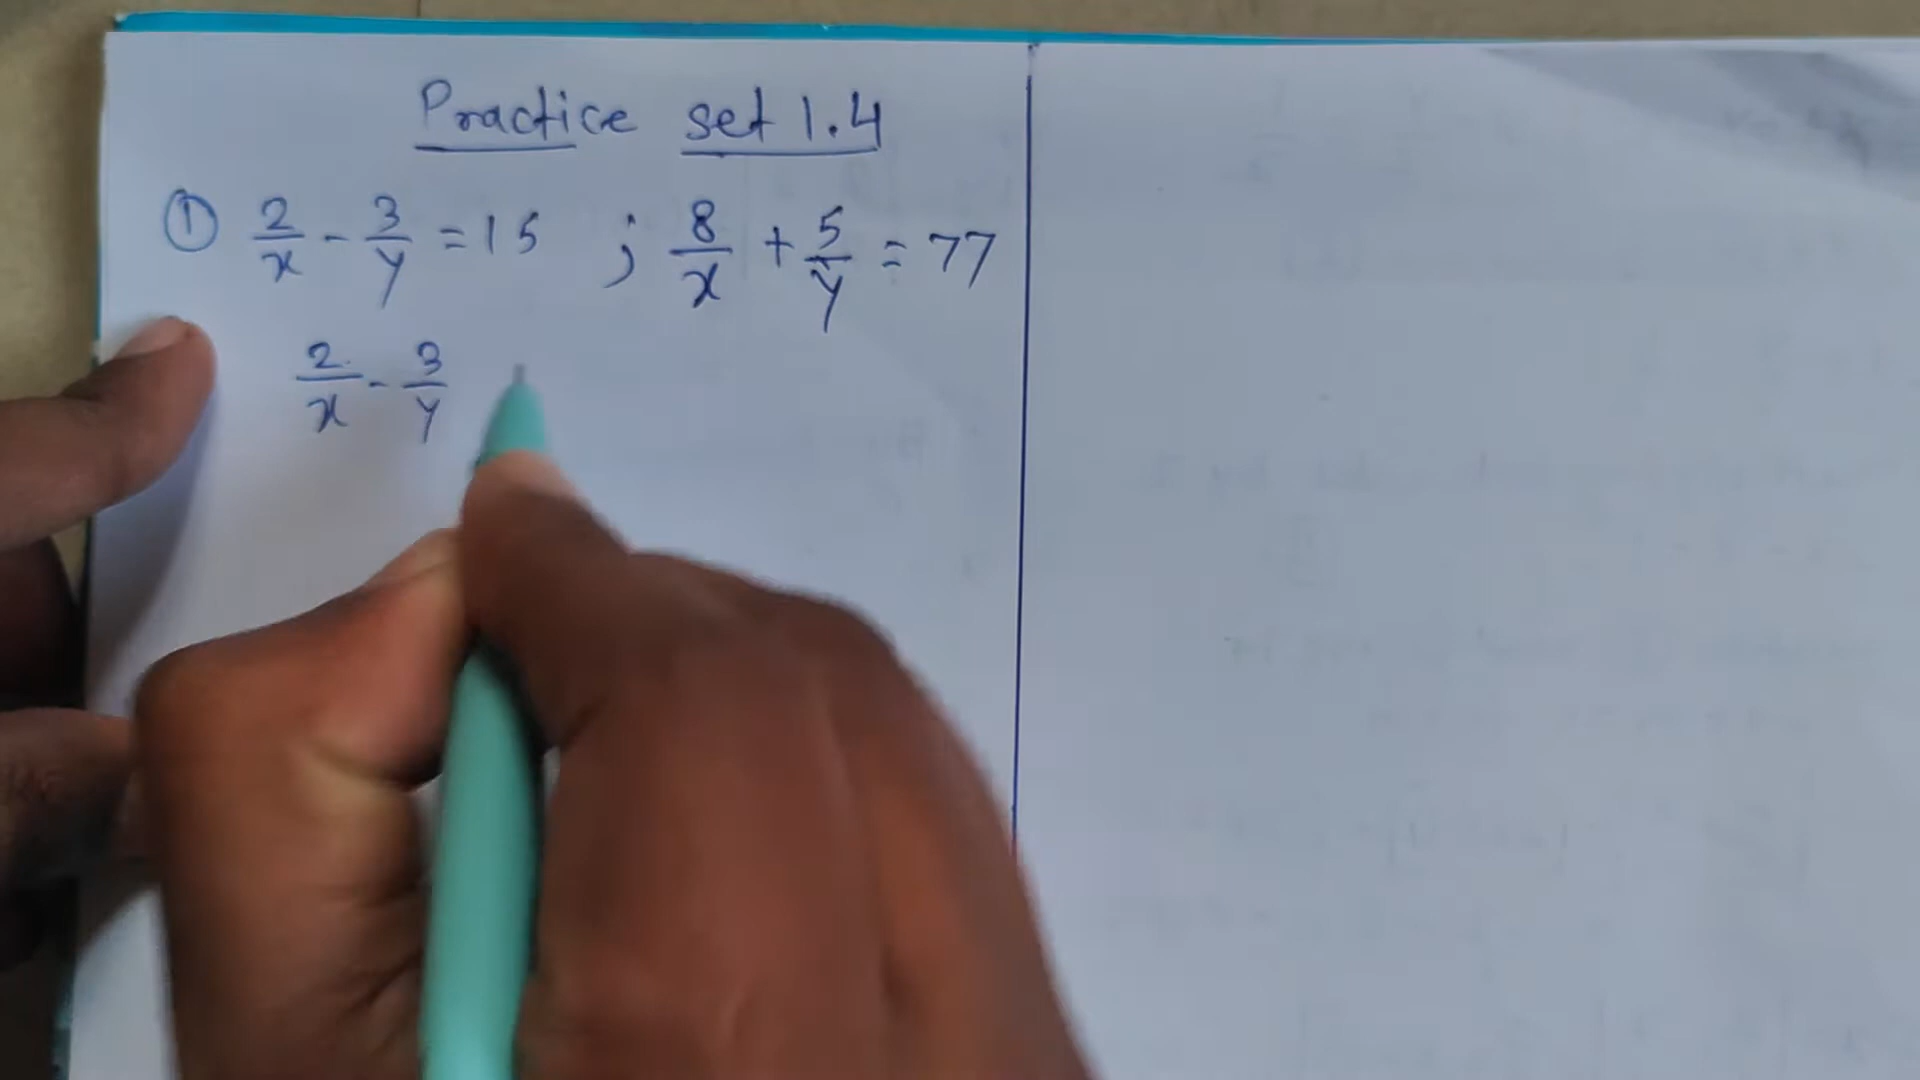 Practice set 1.4
① 2/x - 3/y = 15 ; 8/x + 5/y = 77
2/x - 3/y